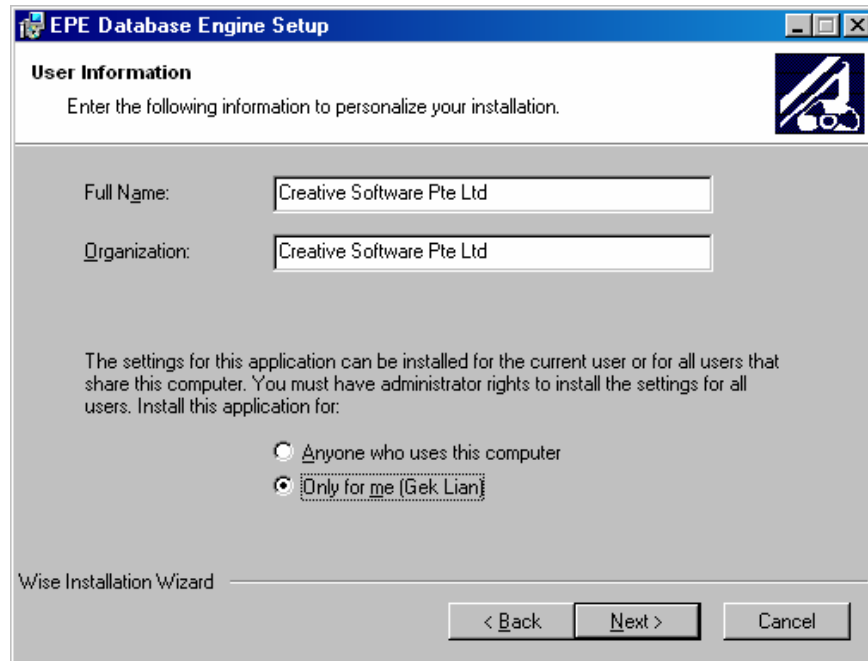 EPE Database Engine Setup
User Information
Enter the following information to personalize your installation.
Full Name:
Creative Software Pte Ltd
Organization:
Creative Software Pte Ltd
The settings for this application can be installed for the current user or for all users that
share this computer. You must have administrator rights to install the settings for all
users. Install this application for:
Anyone who uses this computer
Only for me (Gek Lian)
Wise Installation Wizard
< Back
Next >
Cancel